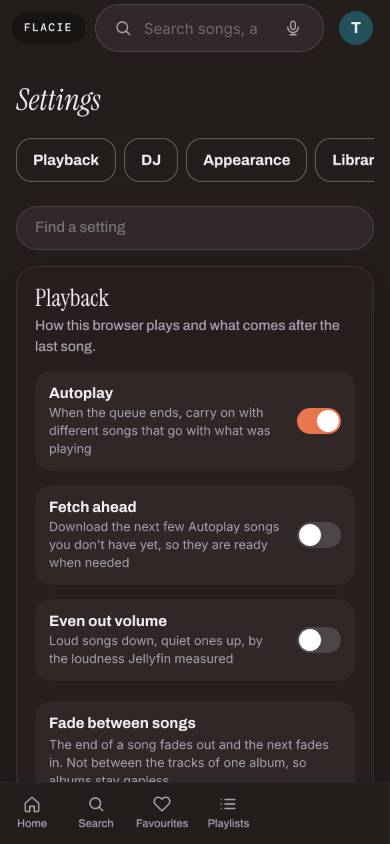 FLACIE
Search songs, a
T
Settings
Playback
DJ
Appearance
Librar
Find a setting
Playback
How this browser plays and what comes after the
last song.
Autoplay
When the queue ends, carry on with
different songs that go with what was
playing
Fetch ahead
Download the next few Autoplay songs
you don't have yet, so they are ready
when needed
Even out volume
Loud songs down, quiet ones up, by
the loudness Jellyfin measured
Fade between songs
The end of a song fades out and the next fades
in. Not between the tracks of one album, so
albums stay gapless.
Home
Search
Favourites
Playlists